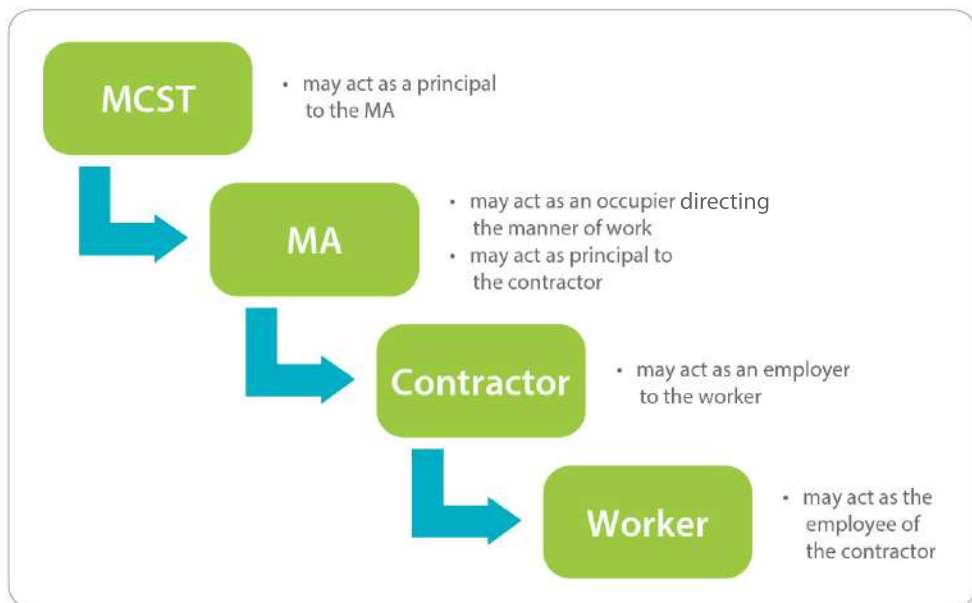 MCST
• may act as a principal
to the MA
MA
• may act as an occupier directing
the manner of work
• may act as principal to
the contractor
Contractor
• may act as an employer
to the worker
Worker
• may act as the
employee of
the contractor